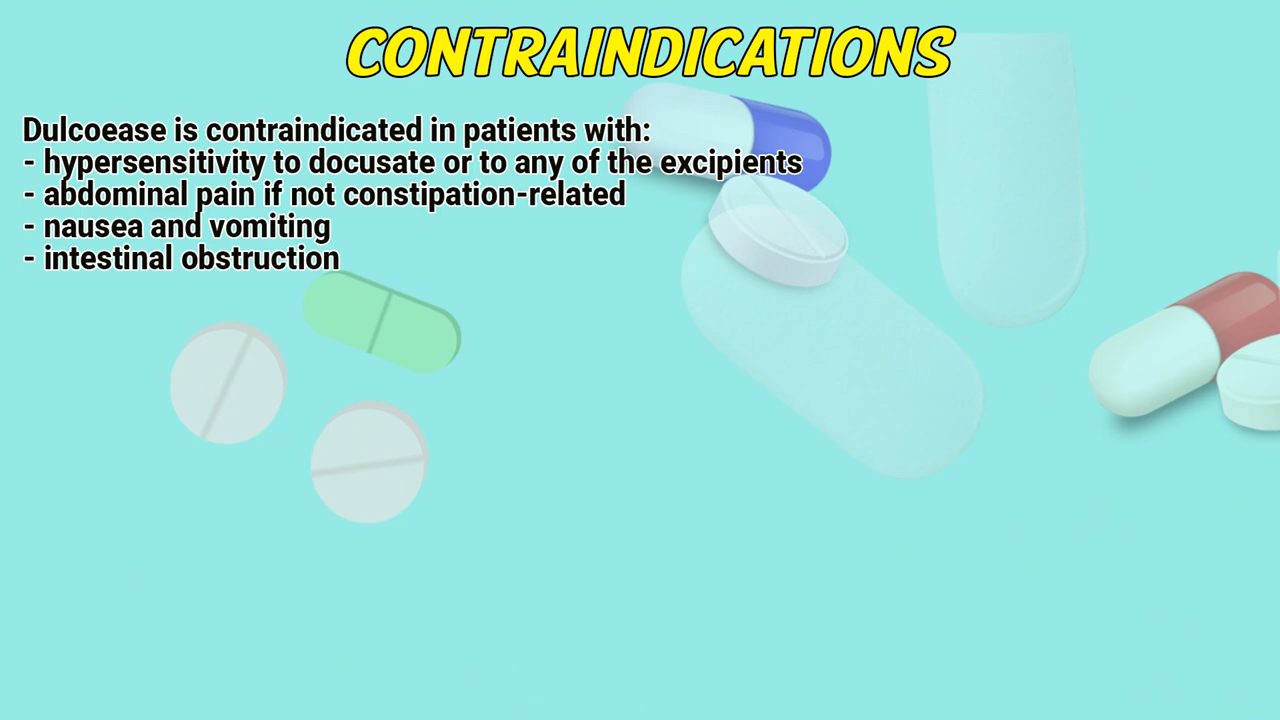 CONTRAINDICATIONS
Dulcoease is contraindicated in patients with:
- hypersensitivity to docusate or to any of the excipients
- abdominal pain if not constipation-related
- nausea and vomiting
- intestinal obstruction